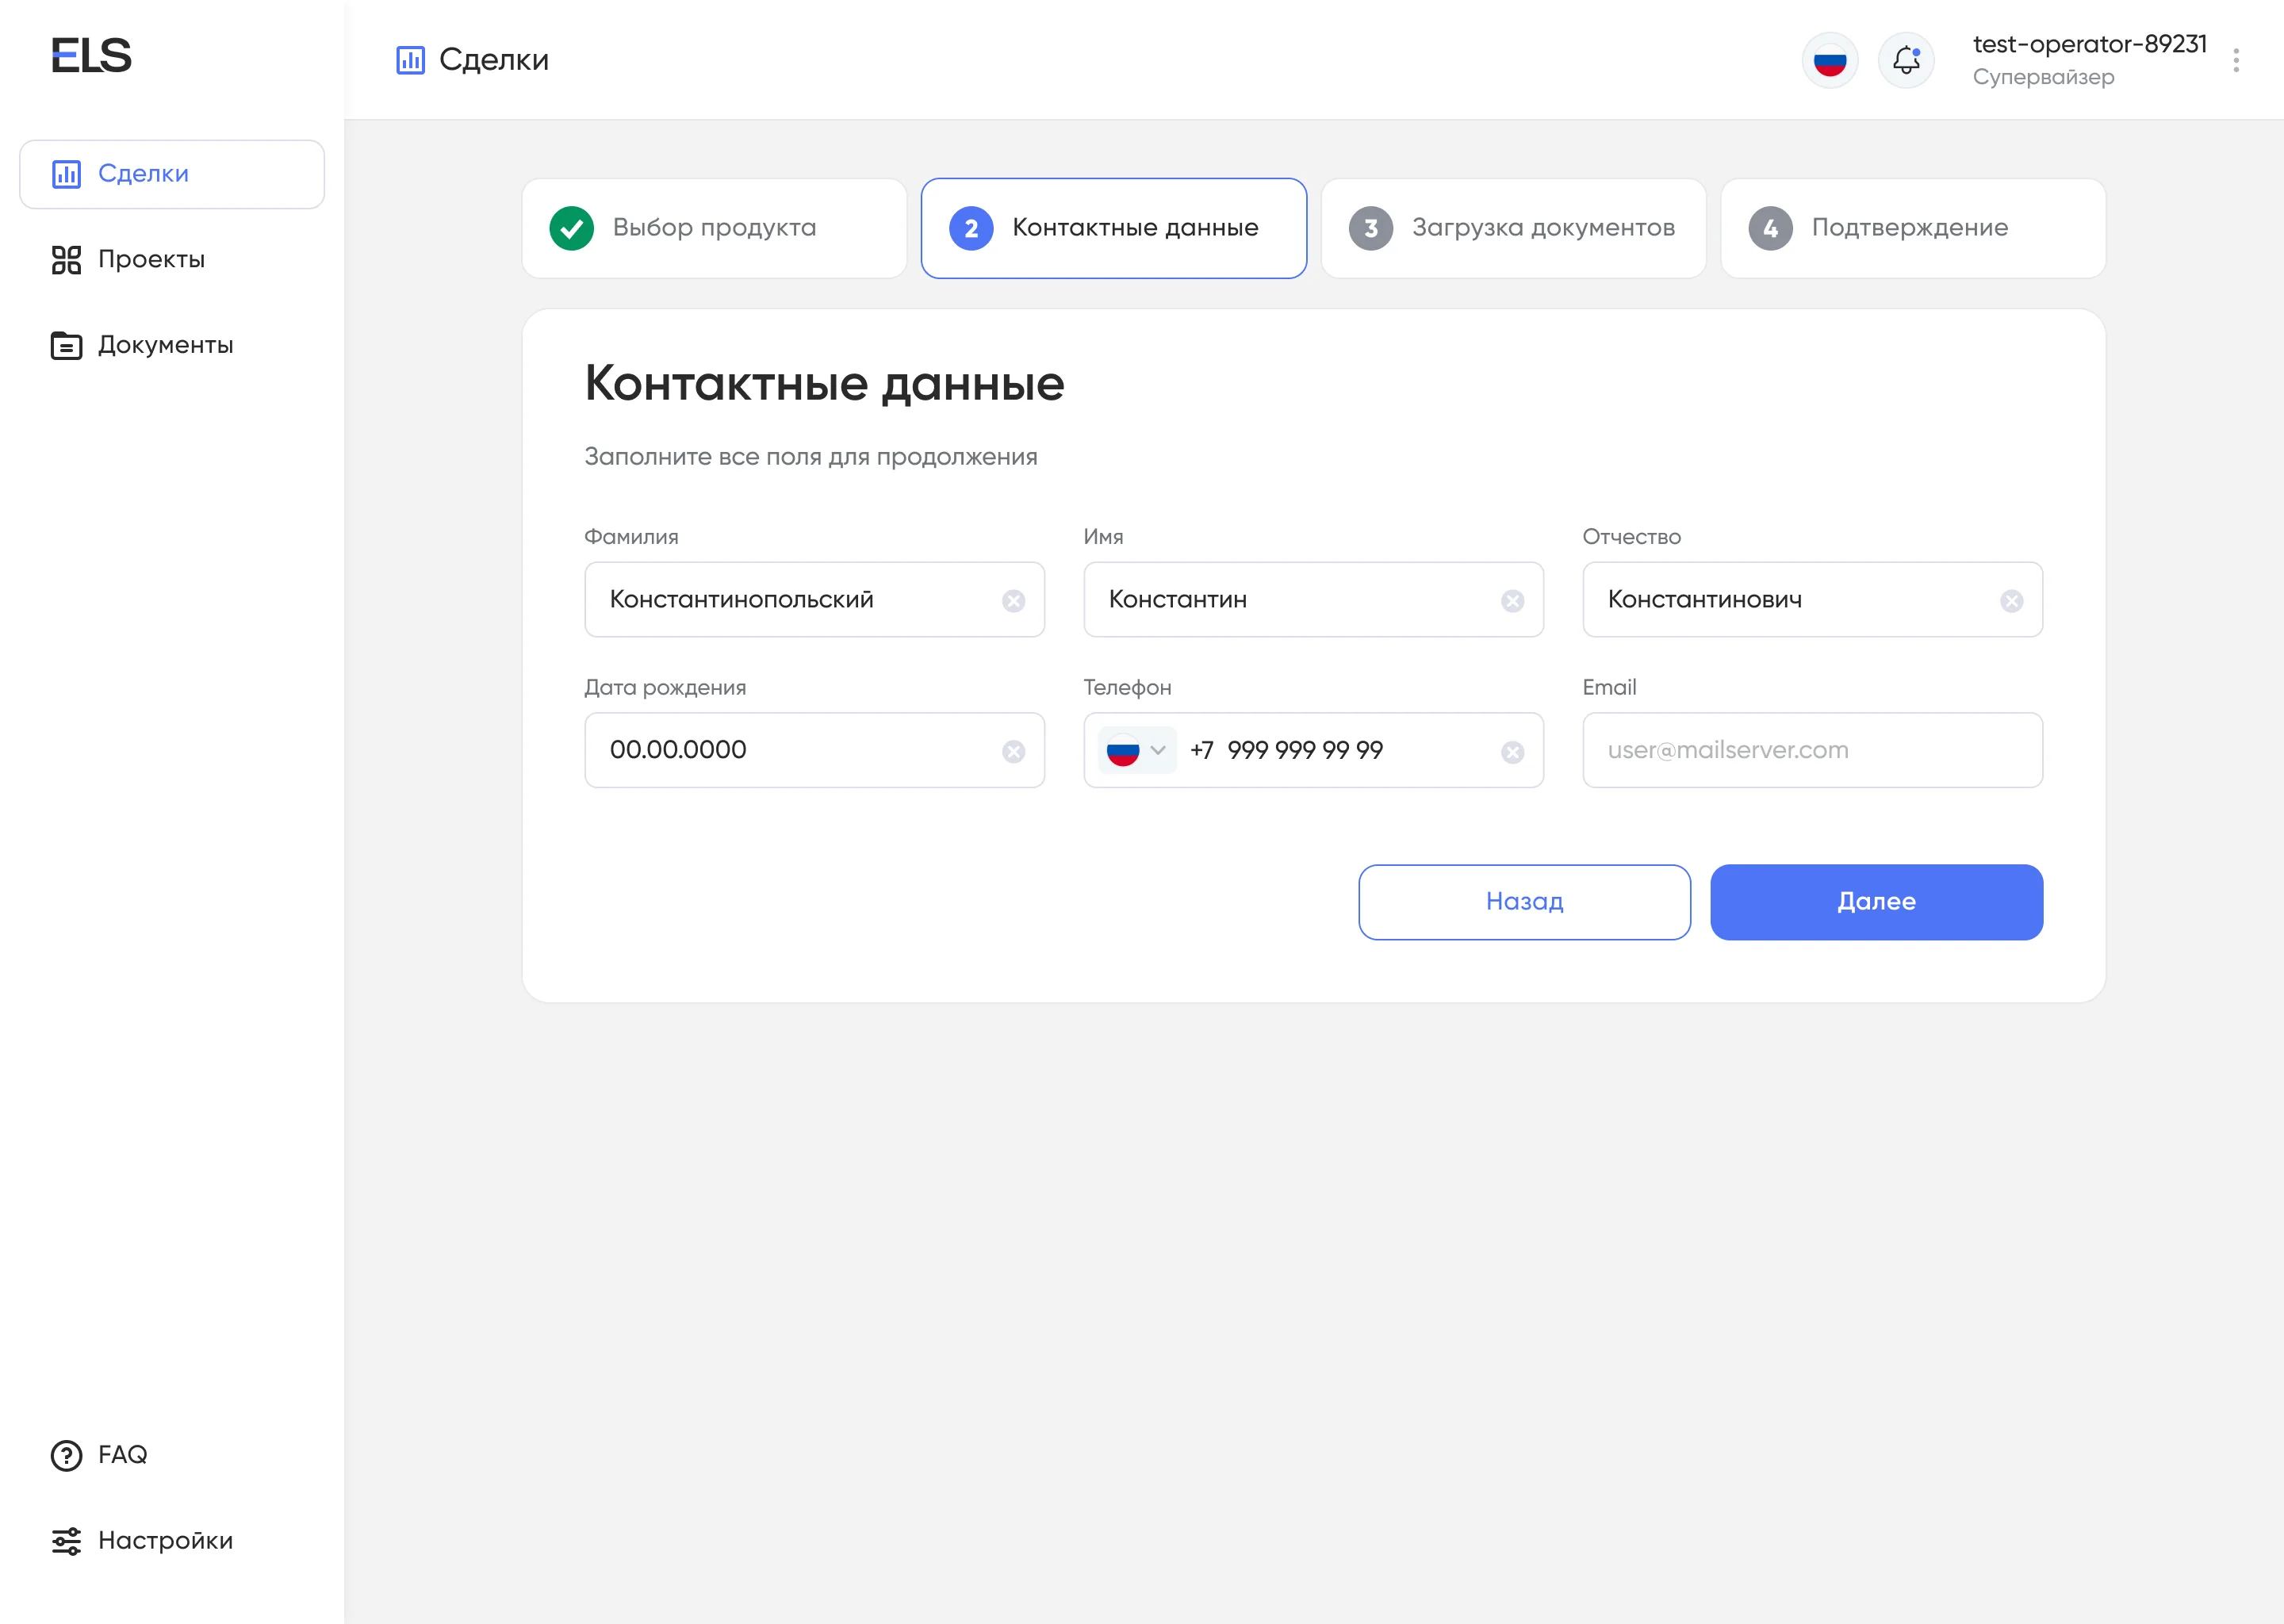 ELS
Сделки
Проекты
Документы
FAQ
Настройки
Сделки
test-operator-89231
Супервайзер
Выбор продукта
2 Контактные данные
3 Загрузка документов
4 Подтверждение
Контактные данные
Заполните все поля для продолжения
Фамилия Имя Отчество
Константинопольский Константин Константинович
Дата рождения Телефон Email
00.00.0000 +7 999 999 99 99 user@mailserver.com
Назад Далее